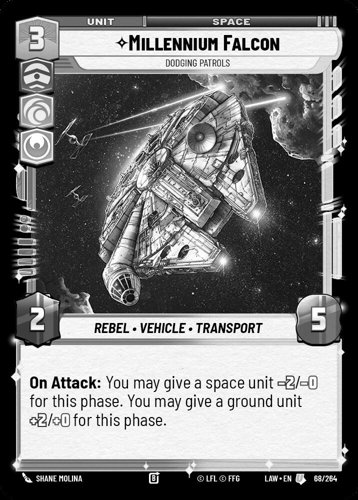 UNIT SPACE
3
✧MILLENNIUM FALCON
DODGING PATROLS
2
5
REBEL • VEHICLE • TRANSPORT
On Attack: You may give a space unit -2/-0
for this phase. You may give a ground unit
+2/+0 for this phase.
SHANE MOLINA © LFL © FFG LAW • EN 68/264